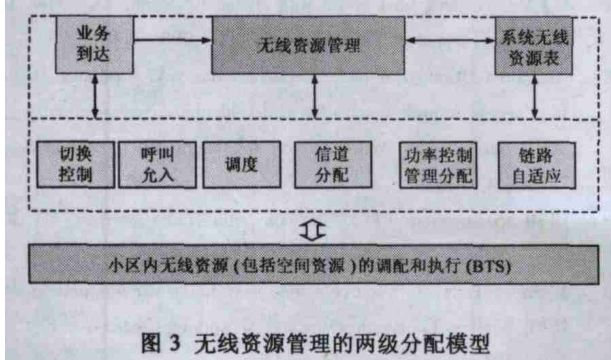 业务
到达
无线资源管理
系统无线
资源表
切换
控制
呼叫
允入
调度
信道
分配
功率控制
管理分配
链路
自适应
小区内无线资源(包括空间资源)的调配和执行(BTS)
图 3 无线资源管理的两级分配模型